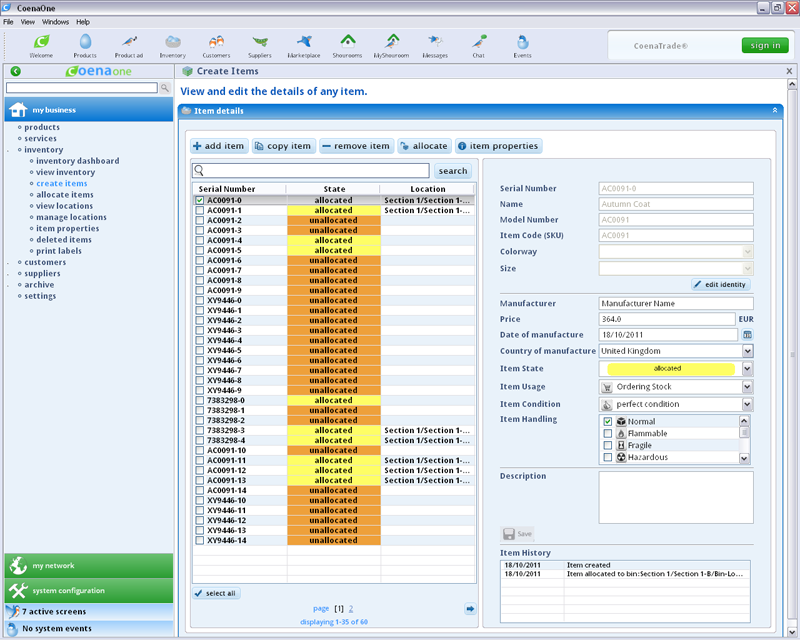 CoenaOne
File View Windows Help
Welcome Products Product ad Inventory Customers Suppliers Marketplace Showrooms MyShowroom Messages Chat Events
CoenaTrade®
sign in
Coenaone
Create Items
View and edit the details of any item.
my business
products
services
inventory
inventory dashboard
view inventory
create items
allocate items
view locations
manage locations
item properties
deleted items
print labels
customers
suppliers
archive
settings
my network
system configuration
7 active screens
No system events
Item details
add item copy item remove item allocate item properties
search
Serial Number State Location
AC0091-0 allocated Section 1/Section 1-...
AC0091-1 allocated Section 1/Section 1-...
AC0091-2 unallocated
AC0091-3 unallocated
AC0091-4 allocated
AC0091-5 allocated
AC0091-6 unallocated
AC0091-7 unallocated
AC0091-8 unallocated
AC0091-9 unallocated
XY9446-0 unallocated
XY9446-1 unallocated
XY9446-2 unallocated
XY9446-3 unallocated
XY9446-4 unallocated
XY9446-5 unallocated
XY9446-6 unallocated
XY9446-7 unallocated
XY9446-8 unallocated
XY9446-9 unallocated
7383298-0 allocated
7383298-1 unallocated
7383298-2 unallocated
7383298-3 allocated Section 1/Section 1-...
7383298-4 allocated Section 1/Section 1-...
AC0091-10 unallocated
AC0091-11 allocated Section 1/Section 1-...
AC0091-12 allocated Section 1/Section 1-...
AC0091-13 allocated Section 1/Section 1-...
AC0091-14 unallocated
XY9446-10 unallocated
XY9446-11 unallocated
XY9446-12 unallocated
XY9446-13 unallocated
XY9446-14 unallocated
select all
page [1] 2
displaying 1-35 of 60
Serial Number AC0091-0
Name Autumn Coat
Model Number AC0091
Item Code (SKU) AC0091
Colorway
Size
edit identity
Manufacturer Manufacturer Name
Price 364.0 EUR
Date of manufacture 18/10/2011
Country of manufacture United Kingdom
Item State allocated
Item Usage Ordering Stock
Item Condition perfect condition
Item Handling Normal
Flammable
Fragile
Hazardous
Description
Save
Item History
18/10/2011 Item created
18/10/2011 Item allocated to bin:Section 1/Section 1-B/Bin-Lo...